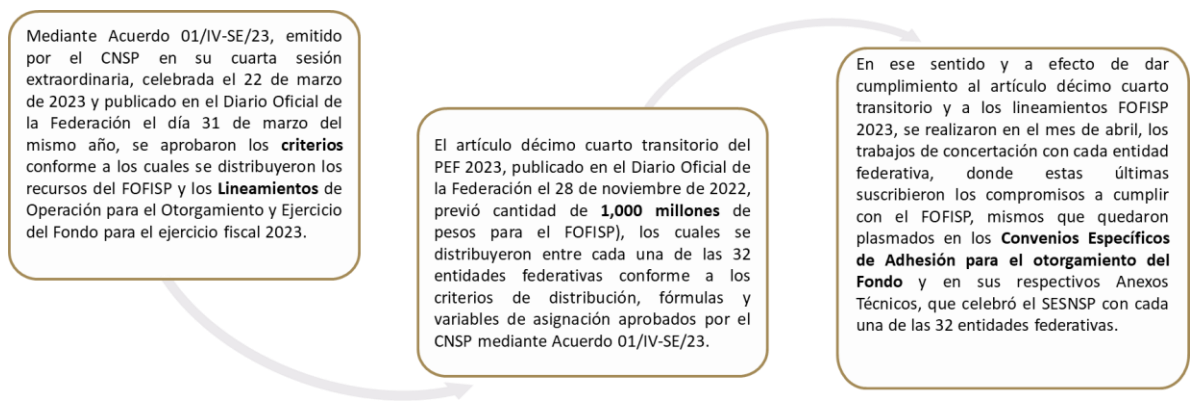 Mediante Acuerdo 01/IV-SE/23, emitido
por el CNSP en su cuarta sesión
extraordinaria, celebrada el 22 de marzo
de 2023 y publicado en el Diario Oficial de
la Federación el día 31 de marzo del
mismo año, se aprobaron los criterios
conforme a los cuales se distribuyeron los
recursos del FOFISP y los Lineamientos de
Operación para el Otorgamiento y Ejercicio
del Fondo para el ejercicio fiscal 2023.
El artículo décimo cuarto transitorio del
PEF 2023, publicado en el Diario Oficial de
la Federación el 28 de noviembre de 2022,
previó cantidad de 1,000 millones de
pesos para el FOFISP), los cuales se
distribuyeron entre cada una de las 32
entidades federativas conforme a los
criterios de distribución, fórmulas y
variables de asignación aprobados por el
CNSP mediante Acuerdo 01/IV-SE/23.
En ese sentido y a efecto de dar
cumplimiento al artículo décimo cuarto
transitorio y a los lineamientos FOFISP
2023, se realizaron en el mes de abril, los
trabajos de concertación con cada entidad
federativa, donde estas últimas
suscribieron los compromisos a cumplir
con el FOFISP, mismos que quedaron
plasmados en los Convenios Específicos
de Adhesión para el otorgamiento del
Fondo y en sus respectivos Anexos
Técnicos, que celebró el SESNSP con cada
una de las 32 entidades federativas.